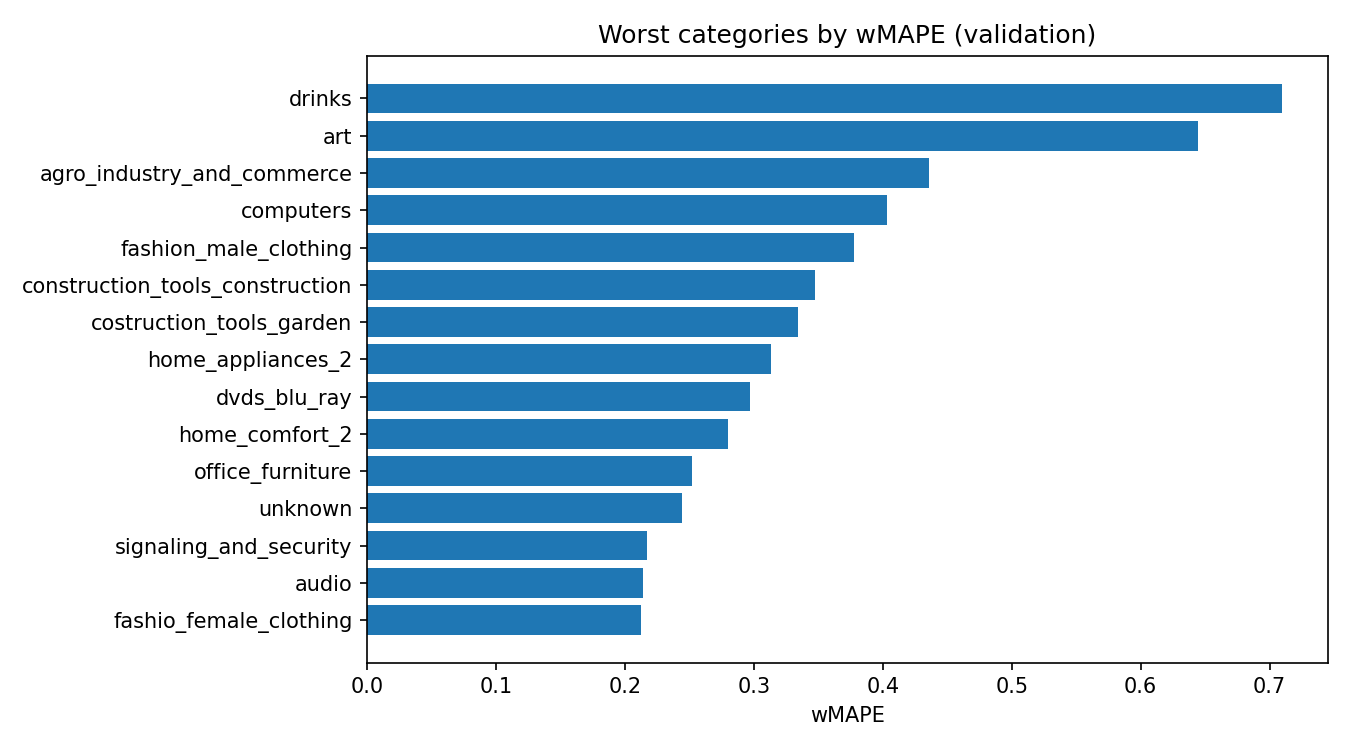 Worst categories by wMAPE (validation)
drinks
art
agro_industry_and_commerce
computers
fashion_male_clothing
construction_tools_construction
costruction_tools_garden
home_appliances_2
dvds_blu_ray
home_comfort_2
office_furniture
unknown
signaling_and_security
audio
fashio_female_clothing
0.0 0.1 0.2 0.3 0.4 0.5 0.6 0.7
wMAPE